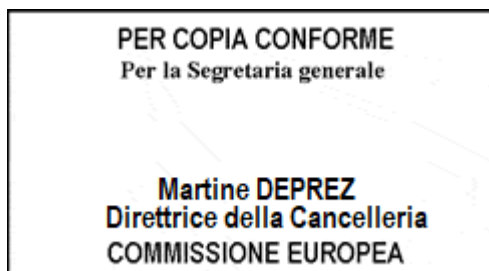 PER COPIA CONFORME
Per la Segretaria generale
Martine DEPREZ
Direttrice della Cancelleria
COMMISSIONE EUROPEA